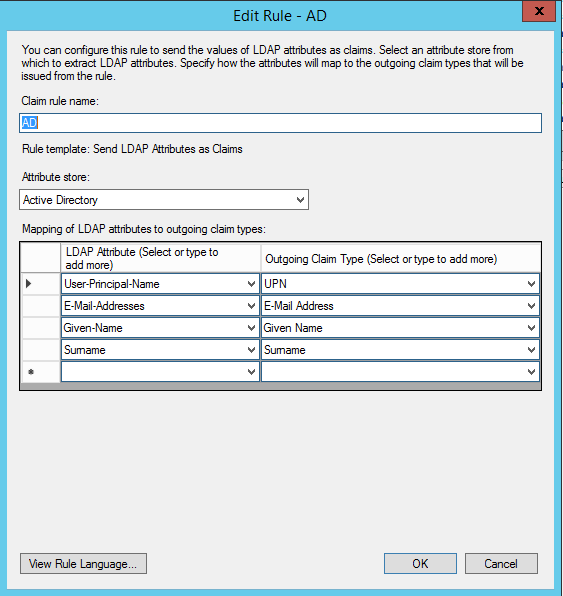 Edit Rule - AD
x
You can configure this rule to send the values of LDAP attributes as claims. Select an attribute store from
which to extract LDAP attributes. Specify how the attributes will map to the outgoing claim types that will be
issued from the rule.
Claim rule name:
AD
Rule template: Send LDAP Attributes as Claims
Attribute store:
Active Directory
Mapping of LDAP attributes to outgoing claim types:
LDAP Attribute (Select or type to
add more)
Outgoing Claim Type (Select or type to add more)
User-Principal-Name UPN
E-Mail-Addresses E-Mail Address
Given-Name Given Name
Surname Surname
*
View Rule Language... OK Cancel